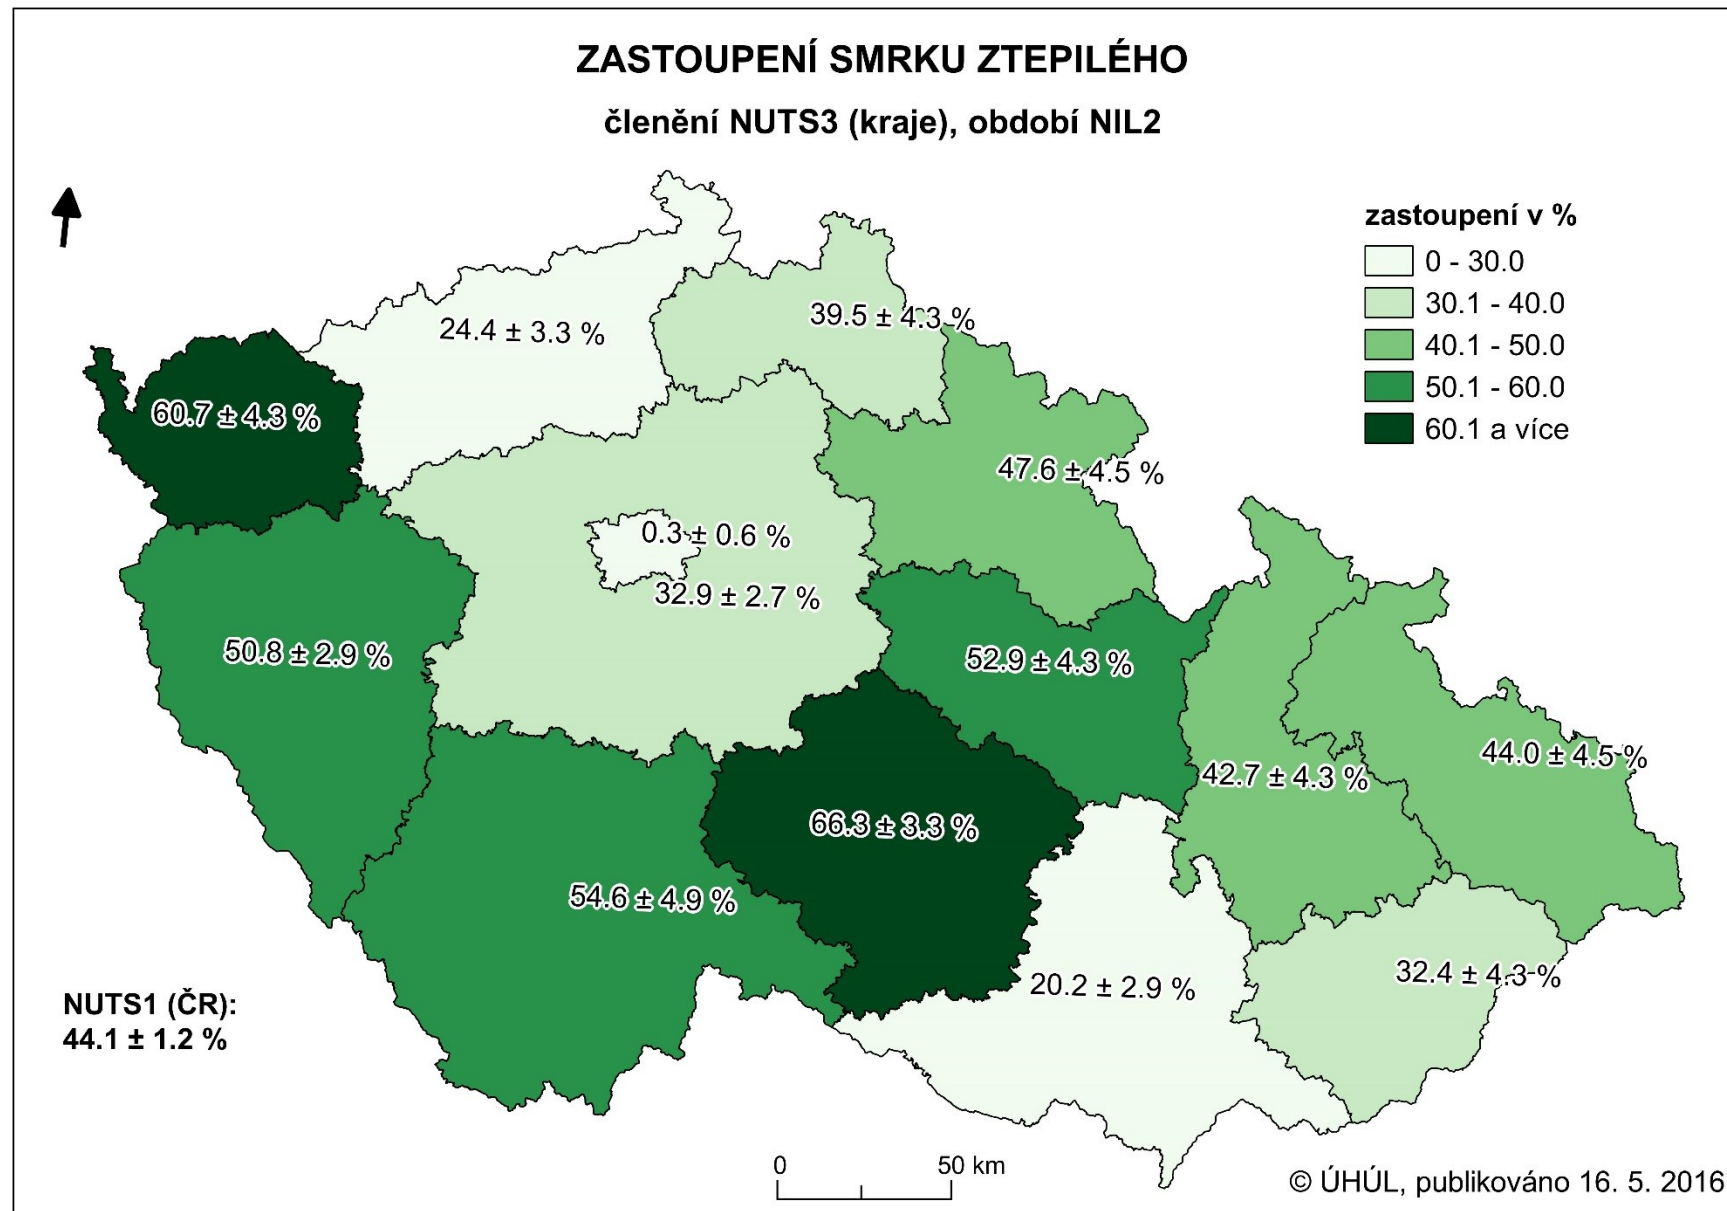 ZASTOUPENÍ SMRKU ZTEPILÉHO
členění NUTS3 (kraje), období NIL2
zastoupení v %
0 - 30.0
30.1 - 40.0
40.1 - 50.0
50.1 - 60.0
60.1 a více
39.5 ± 4.3 %
24.4 ± 3.3 %
60.7 ± 4.3 %
47.6 ± 4.5 %
0.3 ± 0.6 %
32.9 ± 2.7 %
50.8 ± 2.9 %
52.9 ± 4.3 %
44.0 ± 4.5 %
42.7 ± 4.3 %
66.3 ± 3.3 %
54.6 ± 4.9 %
32.4 ± 4.3 %
20.2 ± 2.9 %
NUTS1 (ČR):
44.1 ± 1.2 %
0 50 km
© ÚHÚL, publikováno 16. 5. 2016